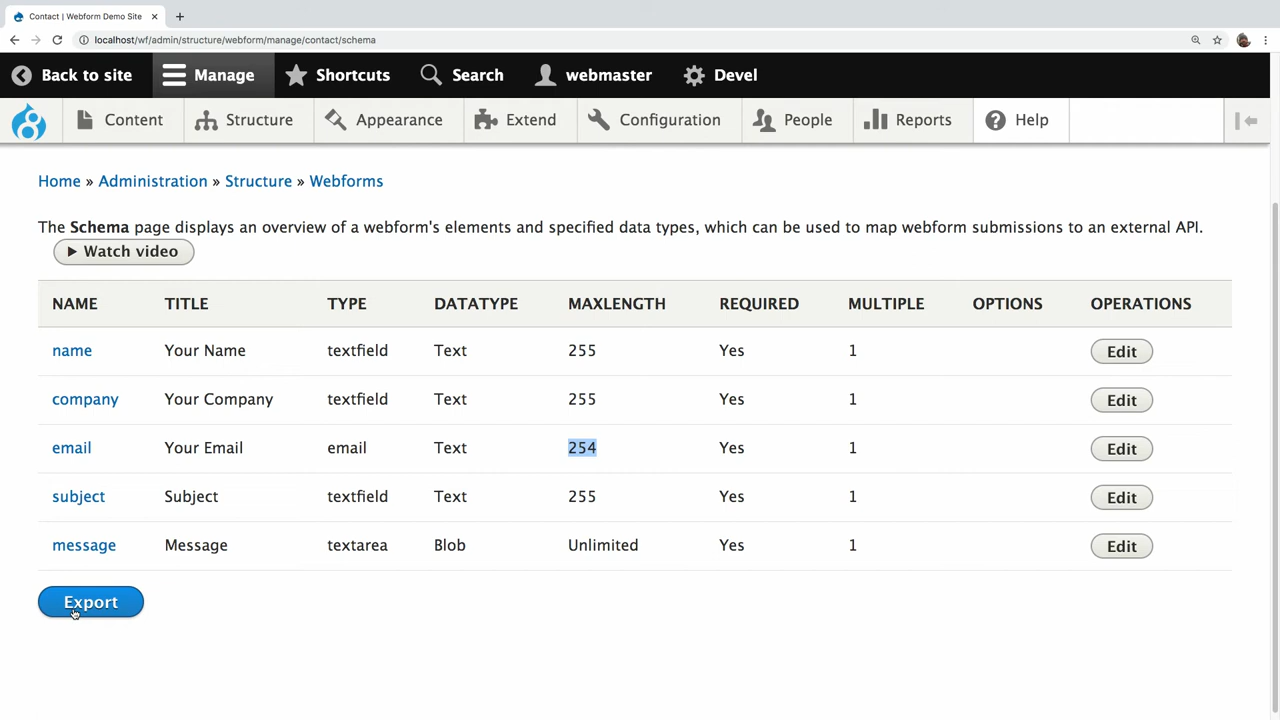 Contact | Webform Demo Site
localhost/wf/admin/structure/webform/manage/contact/schema
Back to site Manage Shortcuts Search webmaster Devel
Content Structure Appearance Extend Configuration People Reports Help
Home » Administration » Structure » Webforms
The Schema page displays an overview of a webform's elements and specified data types, which can be used to map webform submissions to an external API.
Watch video
NAME TITLE TYPE DATATYPE MAXLENGTH REQUIRED MULTIPLE OPTIONS OPERATIONS
name Your Name textfield Text 255 Yes 1 Edit
company Your Company textfield Text 255 Yes 1 Edit
email Your Email email Text 254 Yes 1 Edit
subject Subject textfield Text 255 Yes 1 Edit
message Message textarea Blob Unlimited Yes 1 Edit
Export